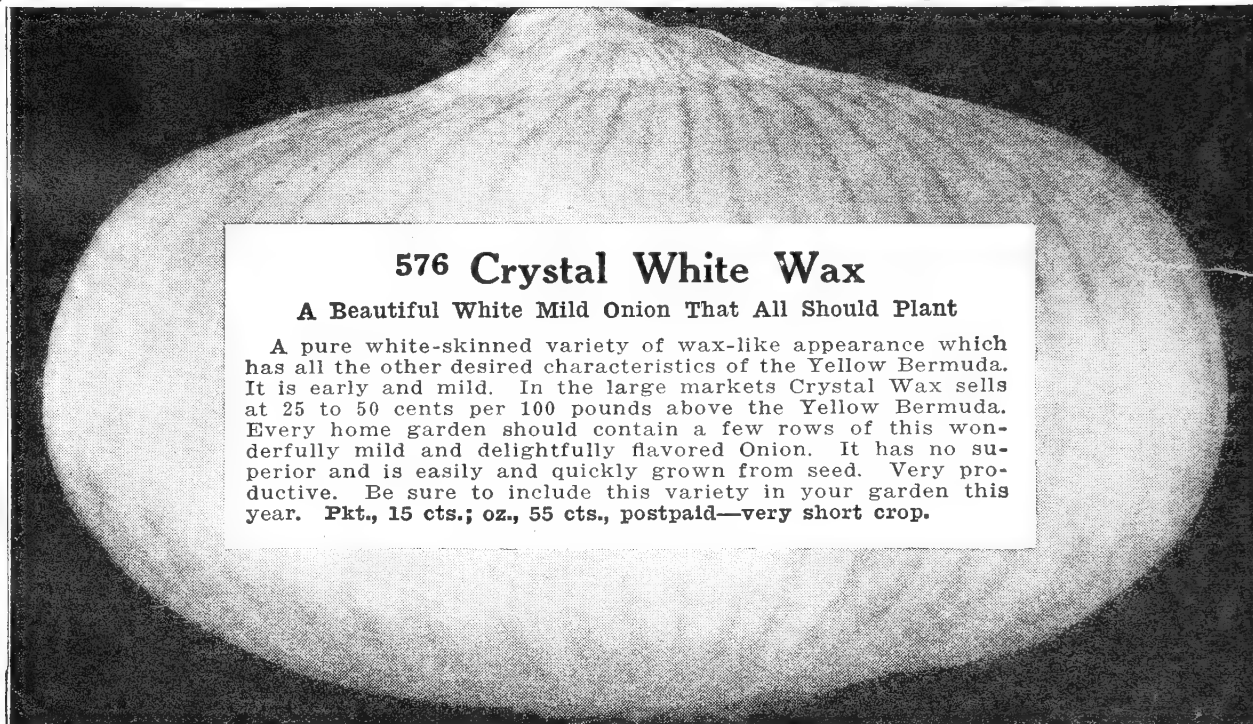 576 Crystal White Wax
A Beautiful White Mild Onion That All Should Plant
A pure white-skinned variety of wax-like appearance which
has all the other desired characteristics of the Yellow Bermuda.
It is early and mild. In the large markets Crystal Wax sells
at 25 to 50 cents per 100 pounds above the Yellow Bermuda.
Every home garden should contain a few rows of this won-
derfully mild and delightfully flavored Onion. It has no su-
perior and is easily and quickly grown from seed. Very pro-
ductive. Be sure to include this variety in your garden this
year. Pkt., 15 cts.; oz., 55 cts., postpaid—very short crop.